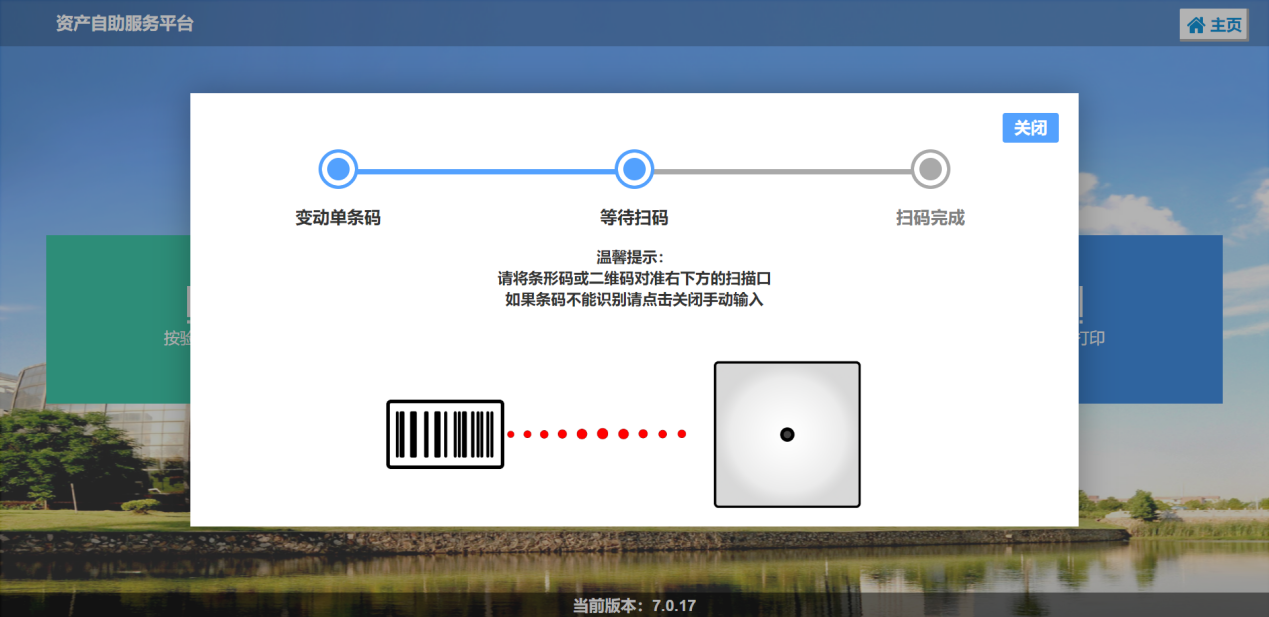 资产自助服务平台
主页
关闭
变动单条码
等待扫码
扫码完成
温馨提示：
请将条形码或二维码对准右下方的扫描口
如果条码不能识别请点击关闭手动输入
按验
打印
当前版本：7.0.17